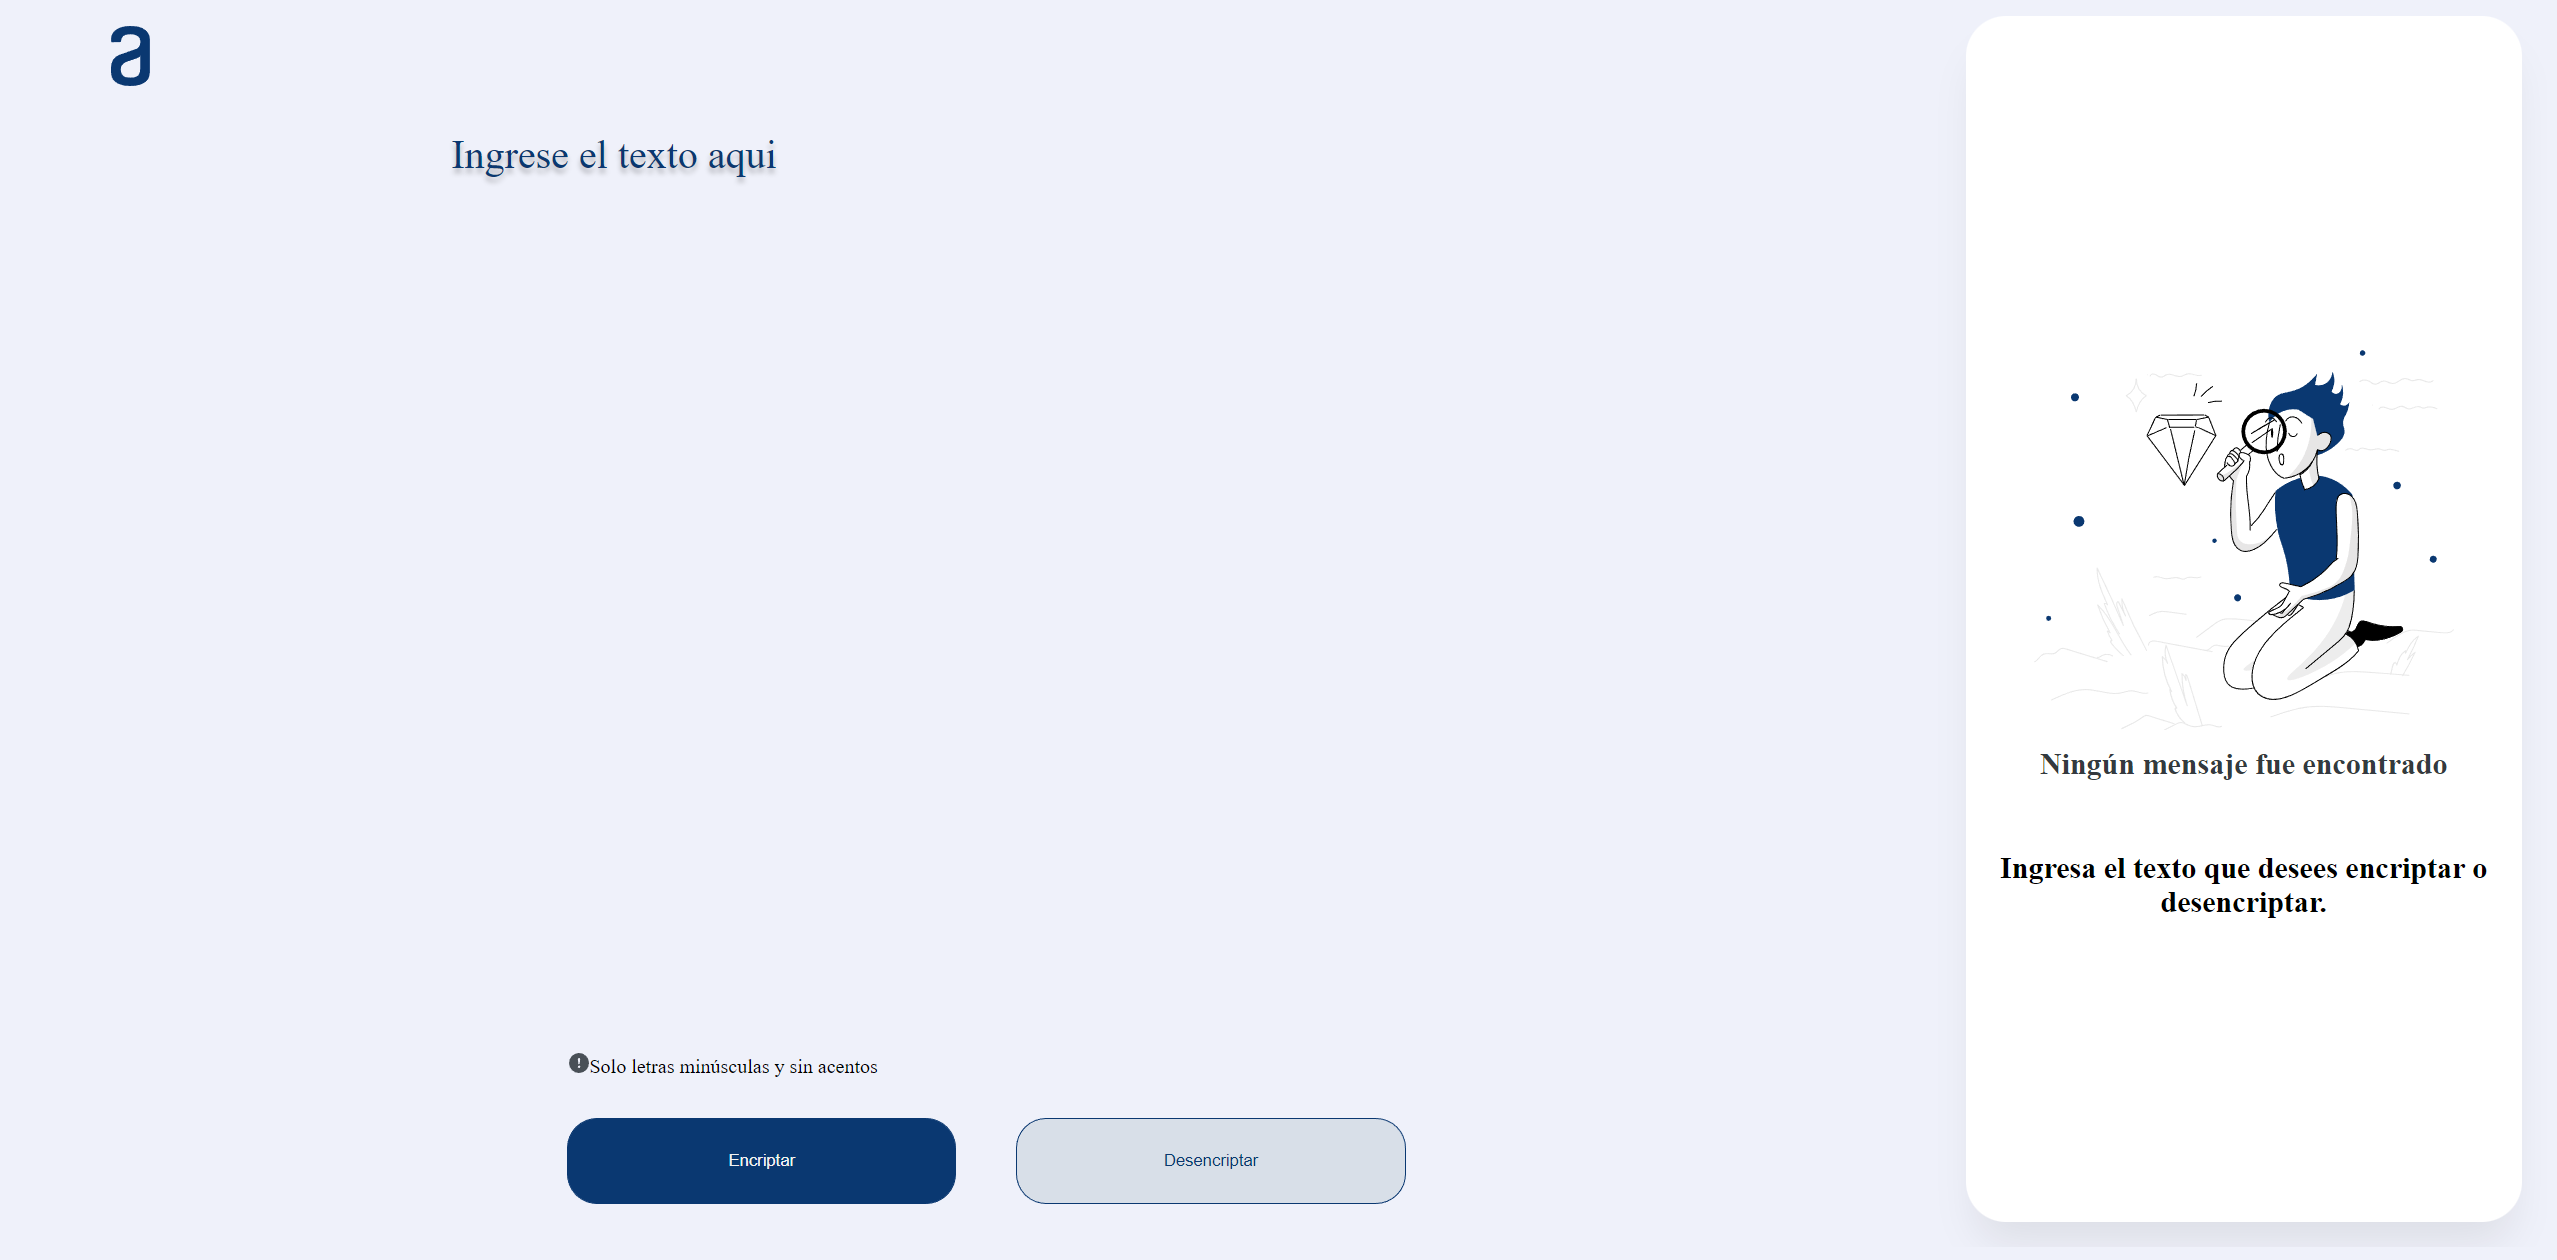 a
Ingrese el texto aqui
Solo letras minúsculas y sin acentos
Encriptar
Desencriptar
Ningún mensaje fue encontrado
Ingresa el texto que desees encriptar o
desencriptar.